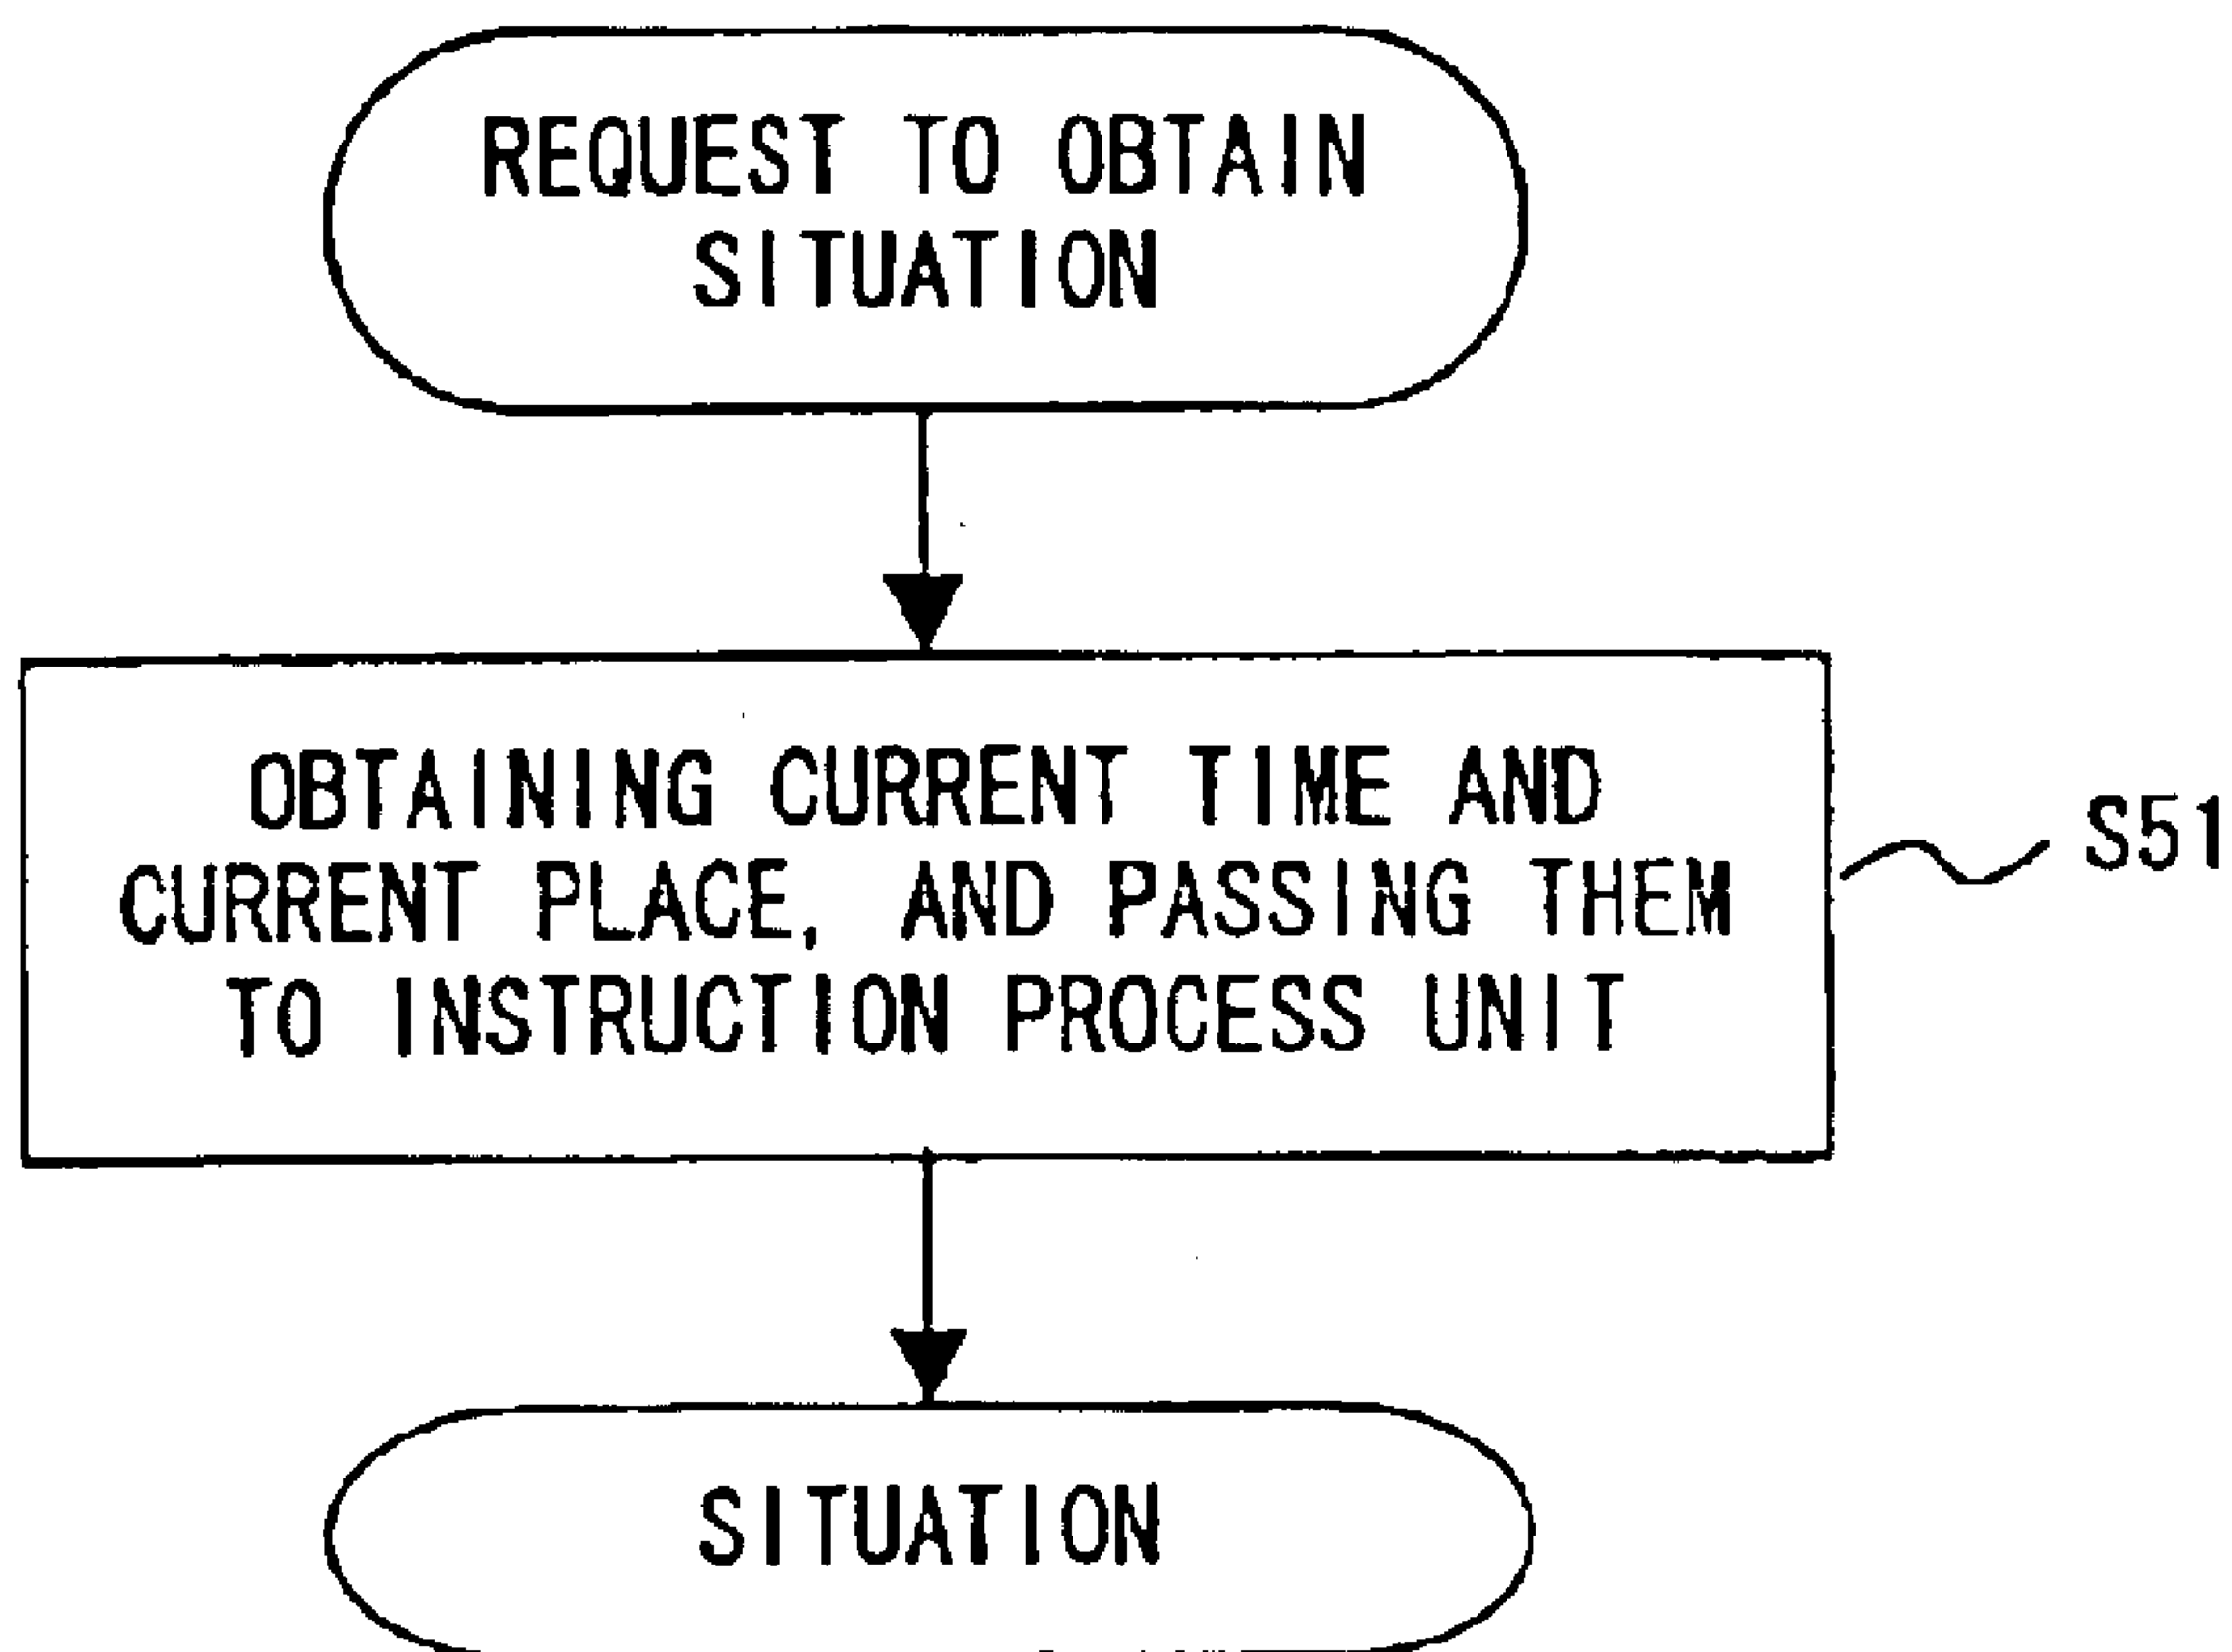 REQUEST TO OBTAIN
SITUATION
OBTAINING CURRENT TIME AND
CURRENT PLACE, AND PASSING THEM
TO INSTRUCTION PROCESS UNIT
S51
SITUATION